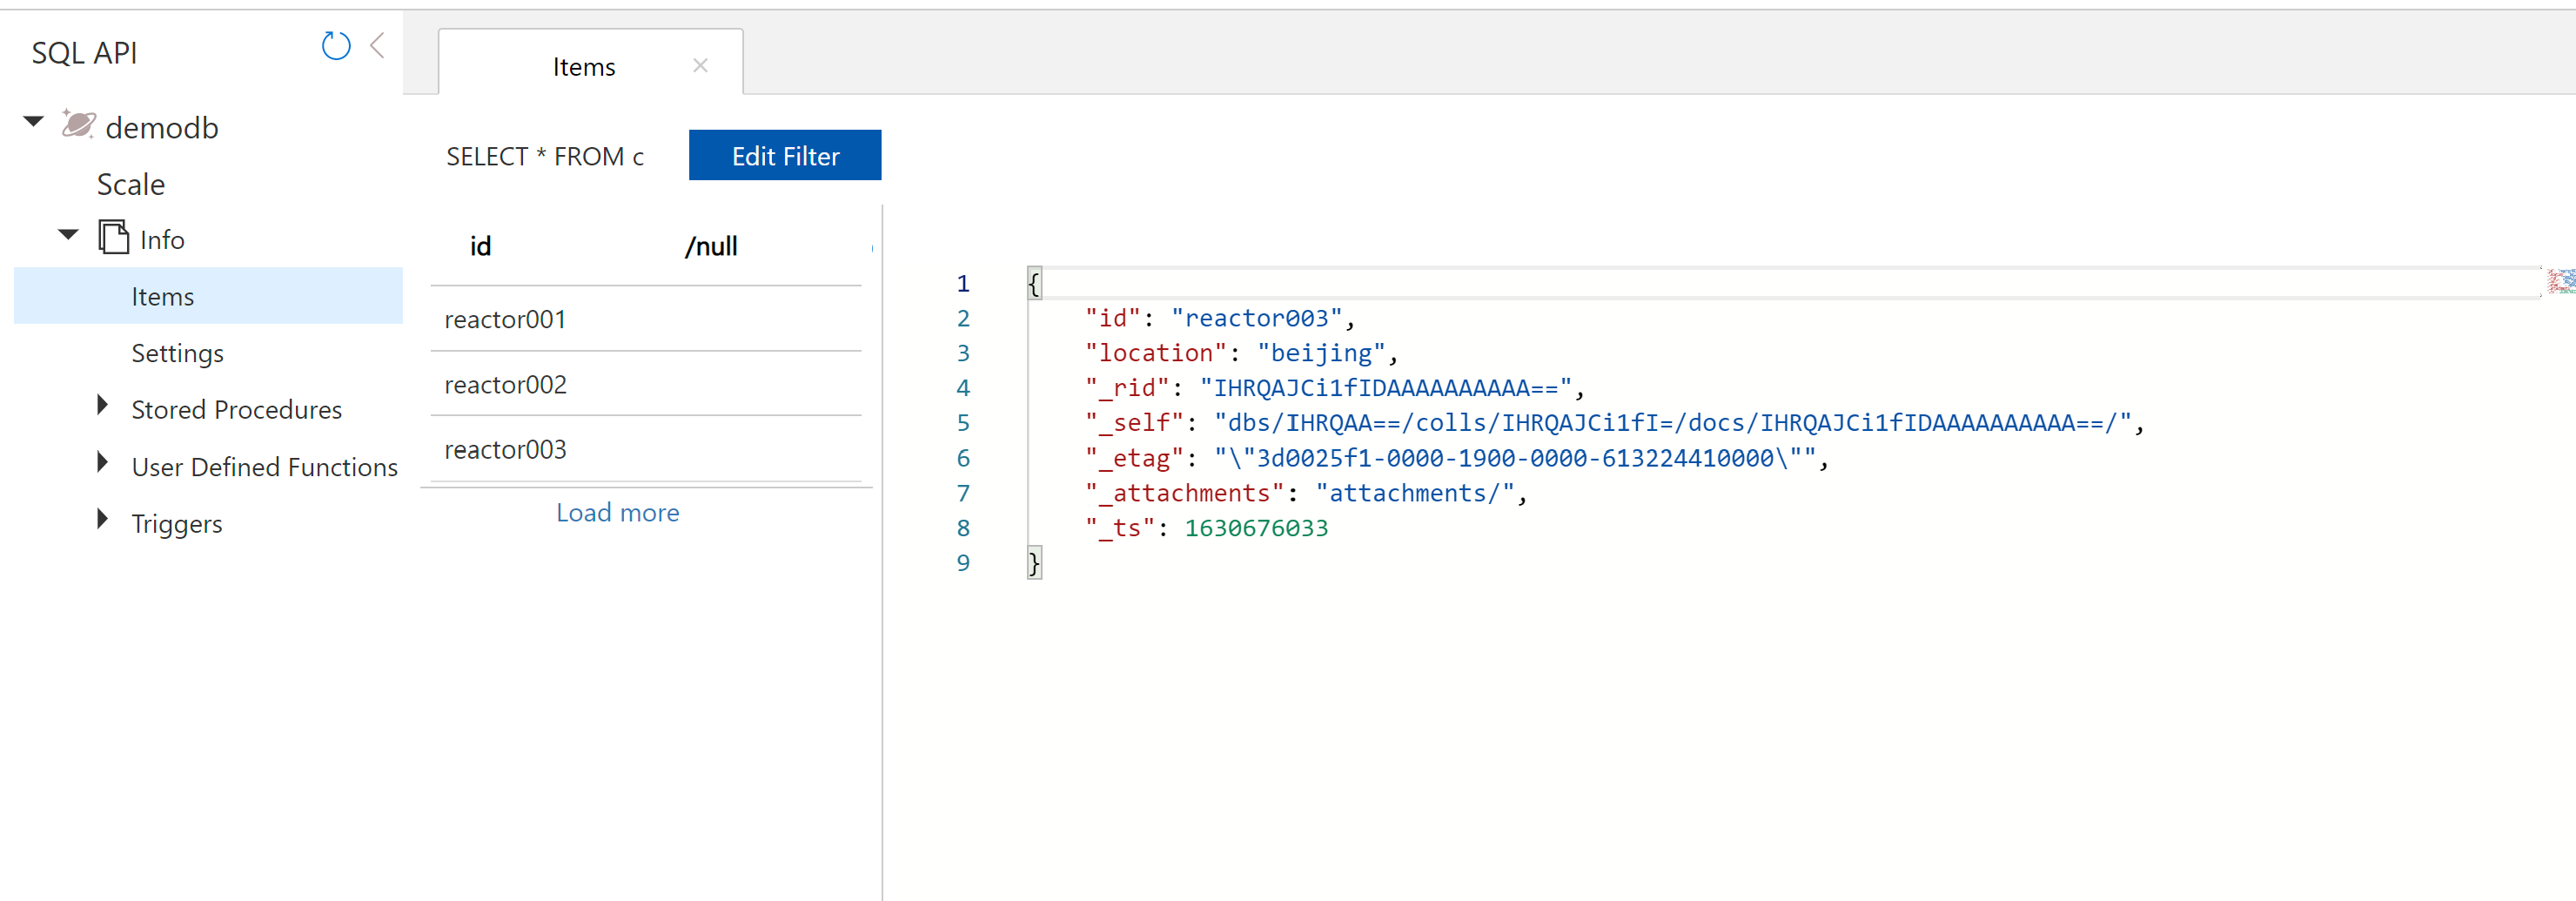 SQL API
demodb
Scale
Info
Items
Settings
Stored Procedures
User Defined Functions
Triggers
Items
SELECT * FROM c
Edit Filter
id /null
reactor001
reactor002
reactor003
Load more
1 {
2 "id": "reactor003",
3 "location": "beijing",
4 "_rid": "IHRQAJCi1fIDAAAAAAAAAA==",
5 "_self": "dbs/IHRQAA==/colls/IHRQAJCi1fI=/docs/IHRQAJCi1fIDAAAAAAAAAA==/",
6 "_etag": "\"3d0025f1-0000-1900-0000-613224410000\"",
7 "_attachments": "attachments/",
8 "_ts": 1630676033
9 }